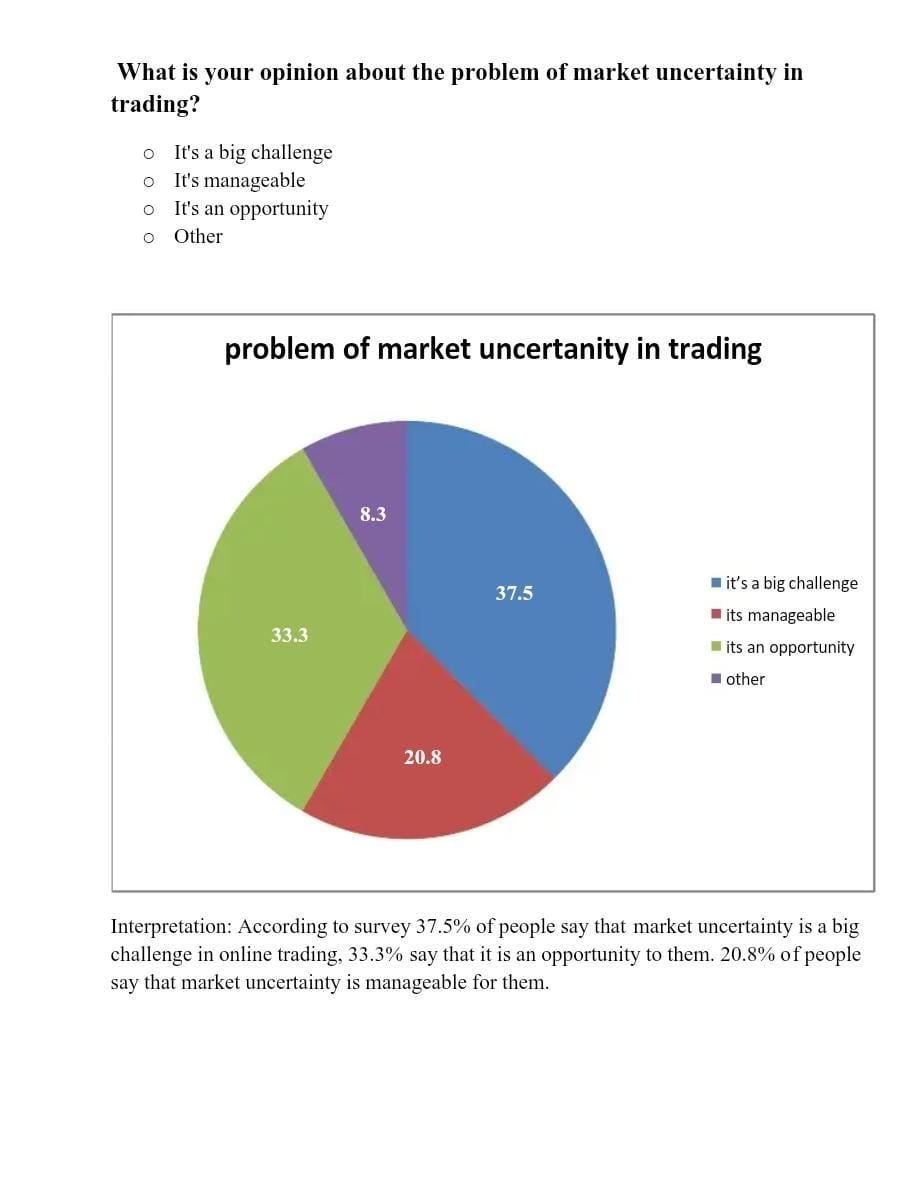 What is your opinion about the problem of market uncertainty in
trading?
o It's a big challenge
o It's manageable
o It's an opportunity
o Other
problem of market uncertanity in trading
8.3
37.5
33.3
20.8
it's a big challenge
its manageable
its an opportunity
other
Interpretation: According to survey 37.5% of people say that market uncertainty is a big
challenge in online trading, 33.3% say that it is an opportunity to them. 20.8% of people
say that market uncertainty is manageable for them.